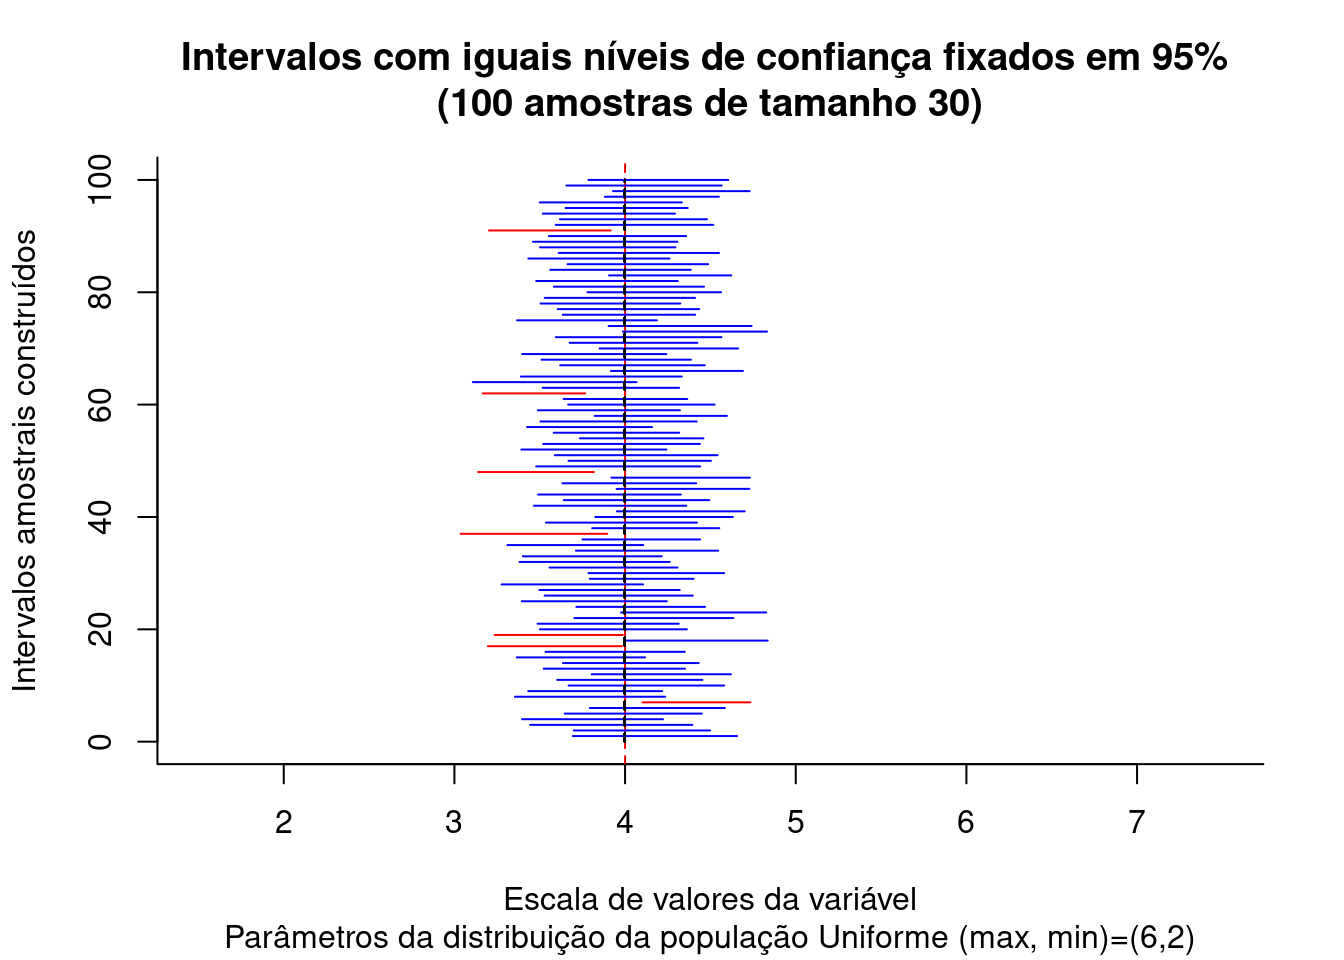 Intervalos com iguais níveis de confiança fixados em 95%
(100 amostras de tamanho 30)
Intervalos amostrais construídos
100
80
60
40
20
0
2 3 4 5 6 7
Escala de valores da variável
Parâmetros da distribuição da população Uniforme (max, min)=(6,2)